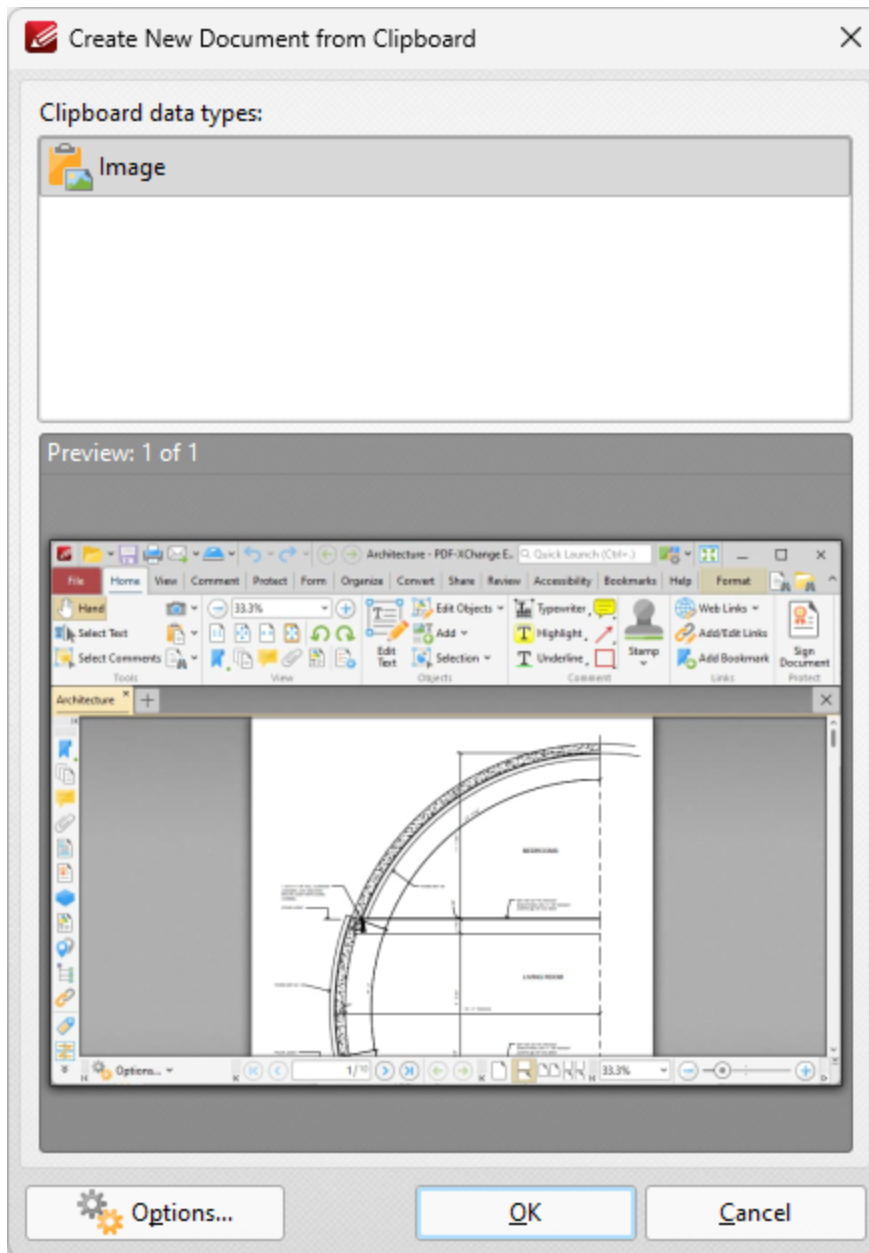 Create New Document from Clipboard
Clipboard data types:
Image
Preview: 1 of 1
Architecture - PDF-XChange E. Quick Launch (Ctrl+.)
File Home View Comment Protect Form Organize Convert Share Review Accessibility Bookmarks Help Format
Hand 33.3% Edit Objects Typewriter Web Links
Select Text Add Highlight Add/Edit Links
Select Comments Edit Text Selection Underline Stamp Add Bookmark Sign Document
Tools View Objects Comment Links Protect
Architecture
BEDROOMS
LIVING ROOM
Options... 1/10 33.3%
Options... OK Cancel